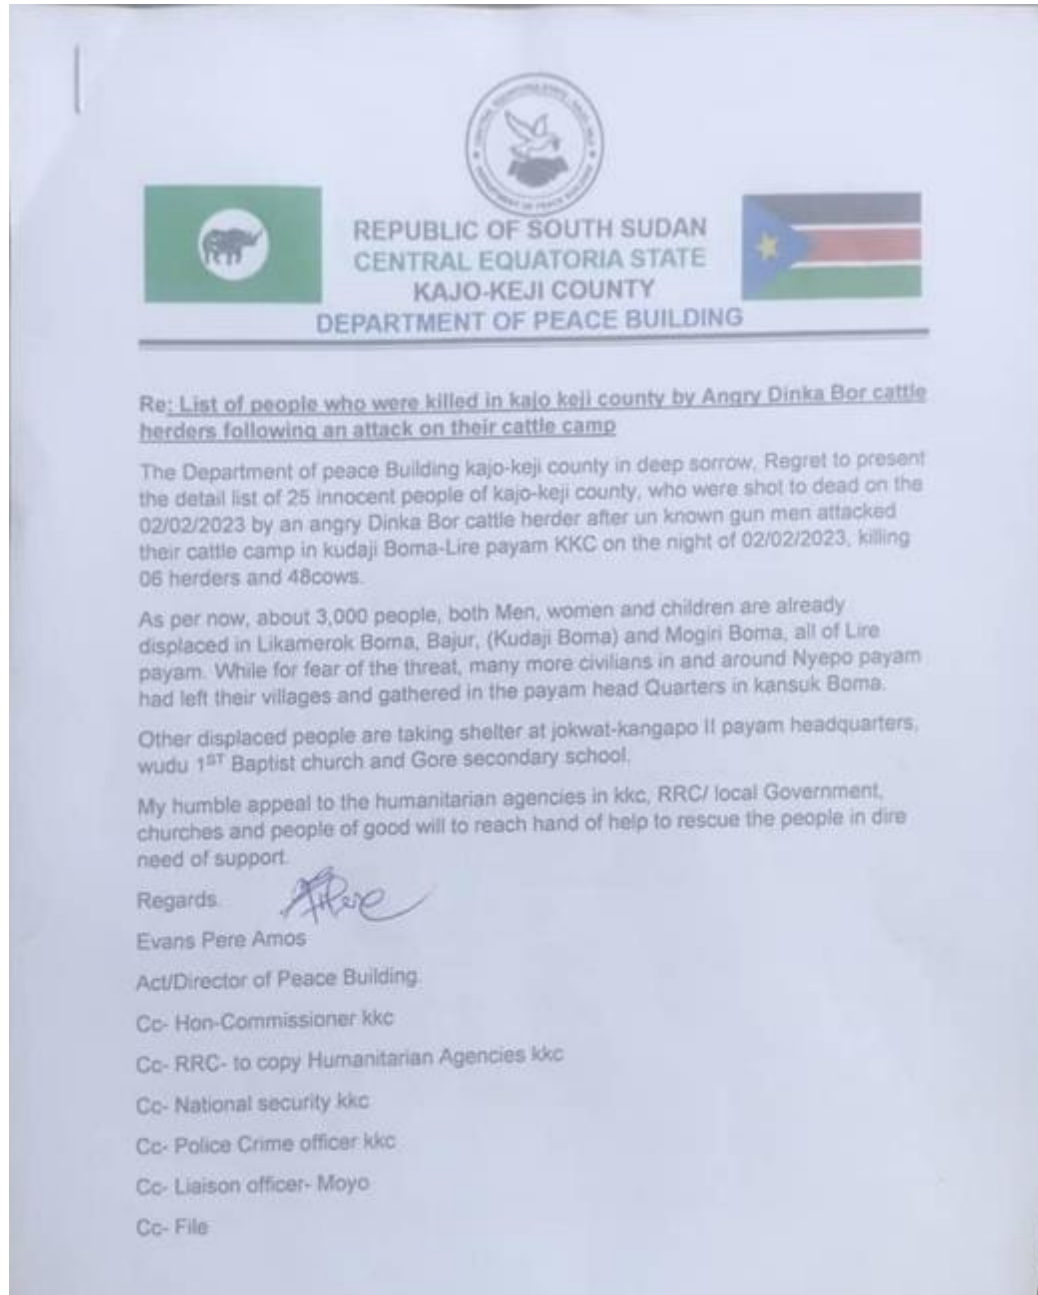 REPUBLIC OF SOUTH SUDAN
CENTRAL EQUATORIA STATE
KAJO-KEJI COUNTY
DEPARTMENT OF PEACE BUILDING
Re: List of people who were killed in kajo keji county by Angry Dinka Bor cattle
herders following an attack on their cattle camp
The Department of peace Building kajo-keji county in deep sorrow, Regret to present
the detail list of 25 innocent people of kajo-keji county, who were shot to dead on the
02/02/2023 by an angry Dinka Bor cattle herder after un known gun men attacked
their cattle camp in kudaji Boma-Lire payam KKC on the night of 02/02/2023, killing
06 herders and 48cows.
As per now, about 3,000 people, both Men, women and children are already
displaced in Likamerok Boma, Bajur, (Kudaji Boma) and Mogiri Boma, all of Lire
payam. While for fear of the threat, many more civilians in and around Nyepo payam
had left their villages and gathered in the payam head Quarters in kansuk Boma.
Other displaced people are taking shelter at jokwat-kangapo II payam headquarters,
wudu 1ST Baptist church and Gore secondary school.
My humble appeal to the humanitarian agencies in kkc, RRC/ local Government,
churches and people of good will to reach hand of help to rescue the people in dire
need of support.
Regards.
Evans Pere Amos
Act/Director of Peace Building
Cc- Hon-Commissioner kkc
Cc- RRC- to copy Humanitarian Agencies kkc
Cc- National security kkc
Cc- Police Crime officer kkc
Cc- Liaison officer- Moyo
Cc- File